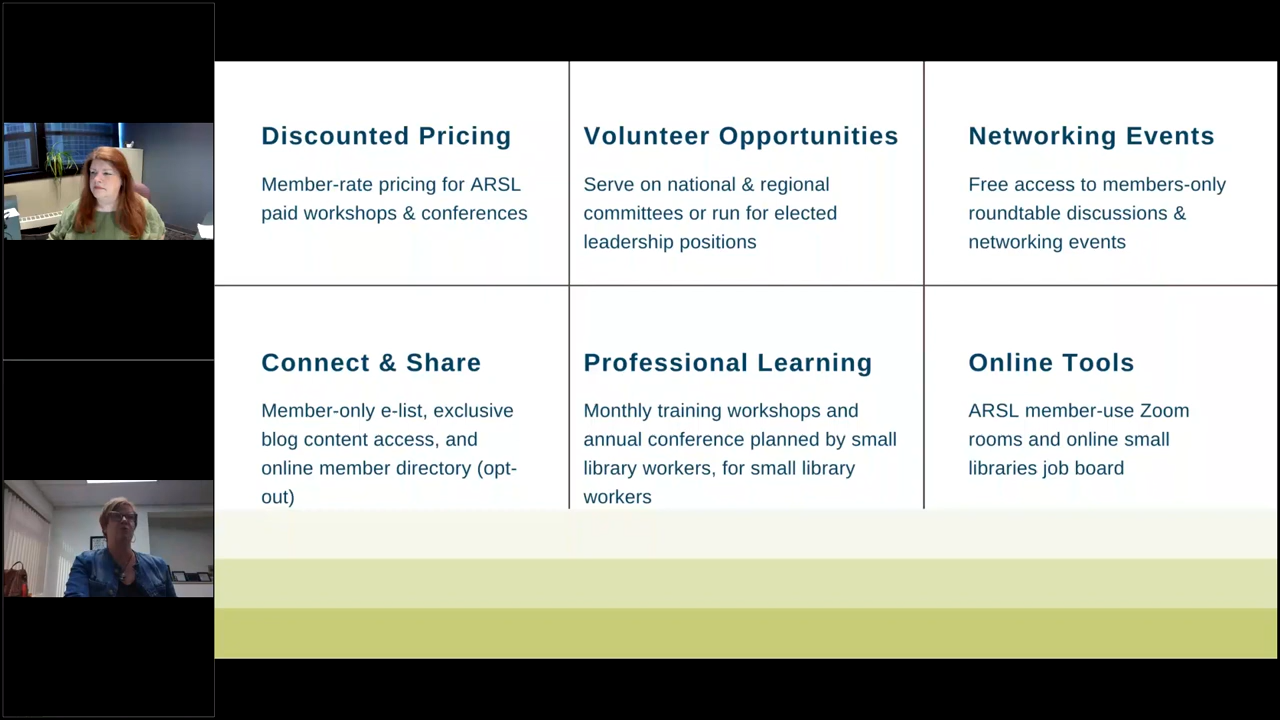 Discounted Pricing
Member-rate pricing for ARSL
paid workshops & conferences
Volunteer Opportunities
Serve on national & regional
committees or run for elected
leadership positions
Networking Events
Free access to members-only
roundtable discussions &
networking events
Connect & Share
Member-only e-list, exclusive
blog content access, and
online member directory (opt-
out)
Professional Learning
Monthly training workshops and
annual conference planned by small
library workers, for small library
workers
Online Tools
ARSL member-use Zoom
rooms and online small
libraries job board